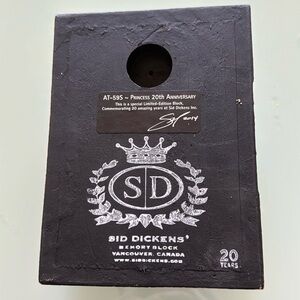 AT-595 ~ Princess 20th Anniversary
This is a special Limited-Edition Block,
Commemorating 20 amazing years at Sid Dickens Inc.
SD
SID DICKENS'
MEMORY BLOCK
VANCOUVER, CANADA
WWW.SIDDICKENS.COM
20
YEARS